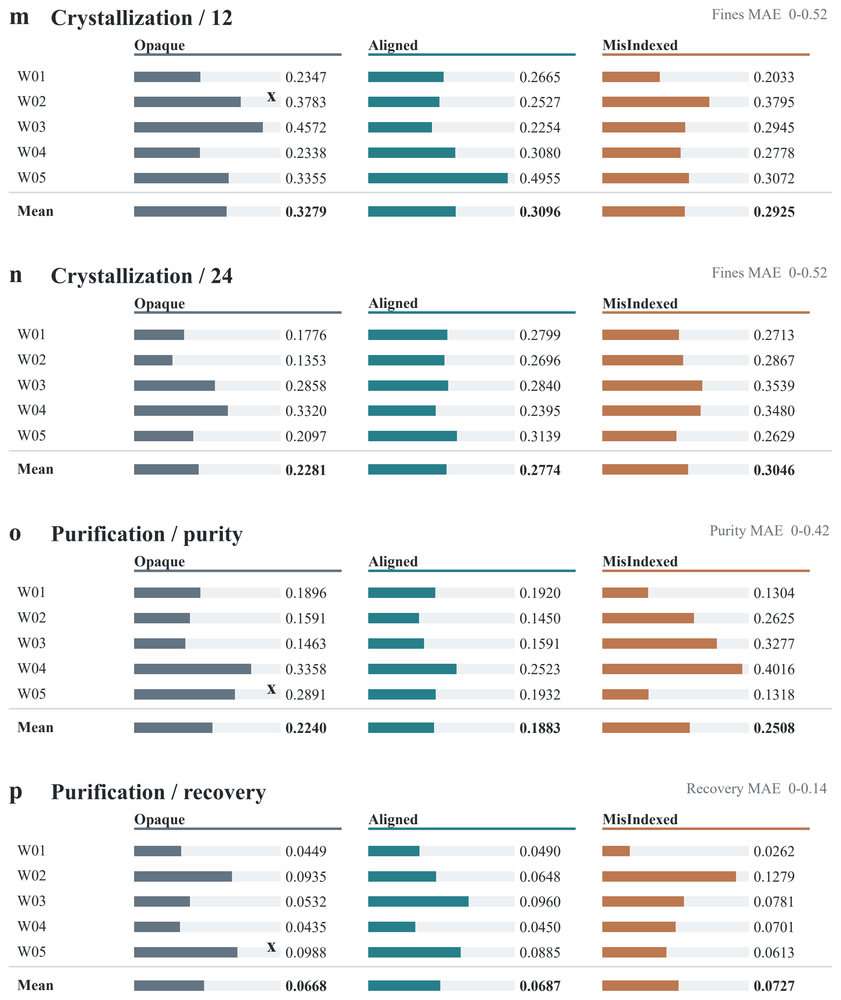 m Crystallization / 12 Fines MAE 0-0.52
Opaque Aligned MisIndexed
W01 0.2347 0.2665 0.2033
W02 x 0.3783 0.2527 0.3795
W03 0.4572 0.2254 0.2945
W04 0.2338 0.3080 0.2778
W05 0.3355 0.4955 0.3072
Mean 0.3279 0.3096 0.2925
n Crystallization / 24 Fines MAE 0-0.52
Opaque Aligned MisIndexed
W01 0.1776 0.2799 0.2713
W02 0.1353 0.2696 0.2867
W03 0.2858 0.2840 0.3539
W04 0.3320 0.2395 0.3480
W05 0.2097 0.3139 0.2629
Mean 0.2281 0.2774 0.3046
o Purification / purity Purity MAE 0-0.42
Opaque Aligned MisIndexed
W01 0.1896 0.1920 0.1304
W02 0.1591 0.1450 0.2625
W03 0.1463 0.1591 0.3277
W04 0.3358 0.2523 0.4016
W05 x 0.2891 0.1932 0.1318
Mean 0.2240 0.1883 0.2508
p Purification / recovery Recovery MAE 0-0.14
Opaque Aligned MisIndexed
W01 0.0449 0.0490 0.0262
W02 0.0935 0.0648 0.1279
W03 0.0532 0.0960 0.0781
W04 0.0435 0.0450 0.0701
W05 x 0.0988 0.0885 0.0613
Mean 0.0668 0.0687 0.0727